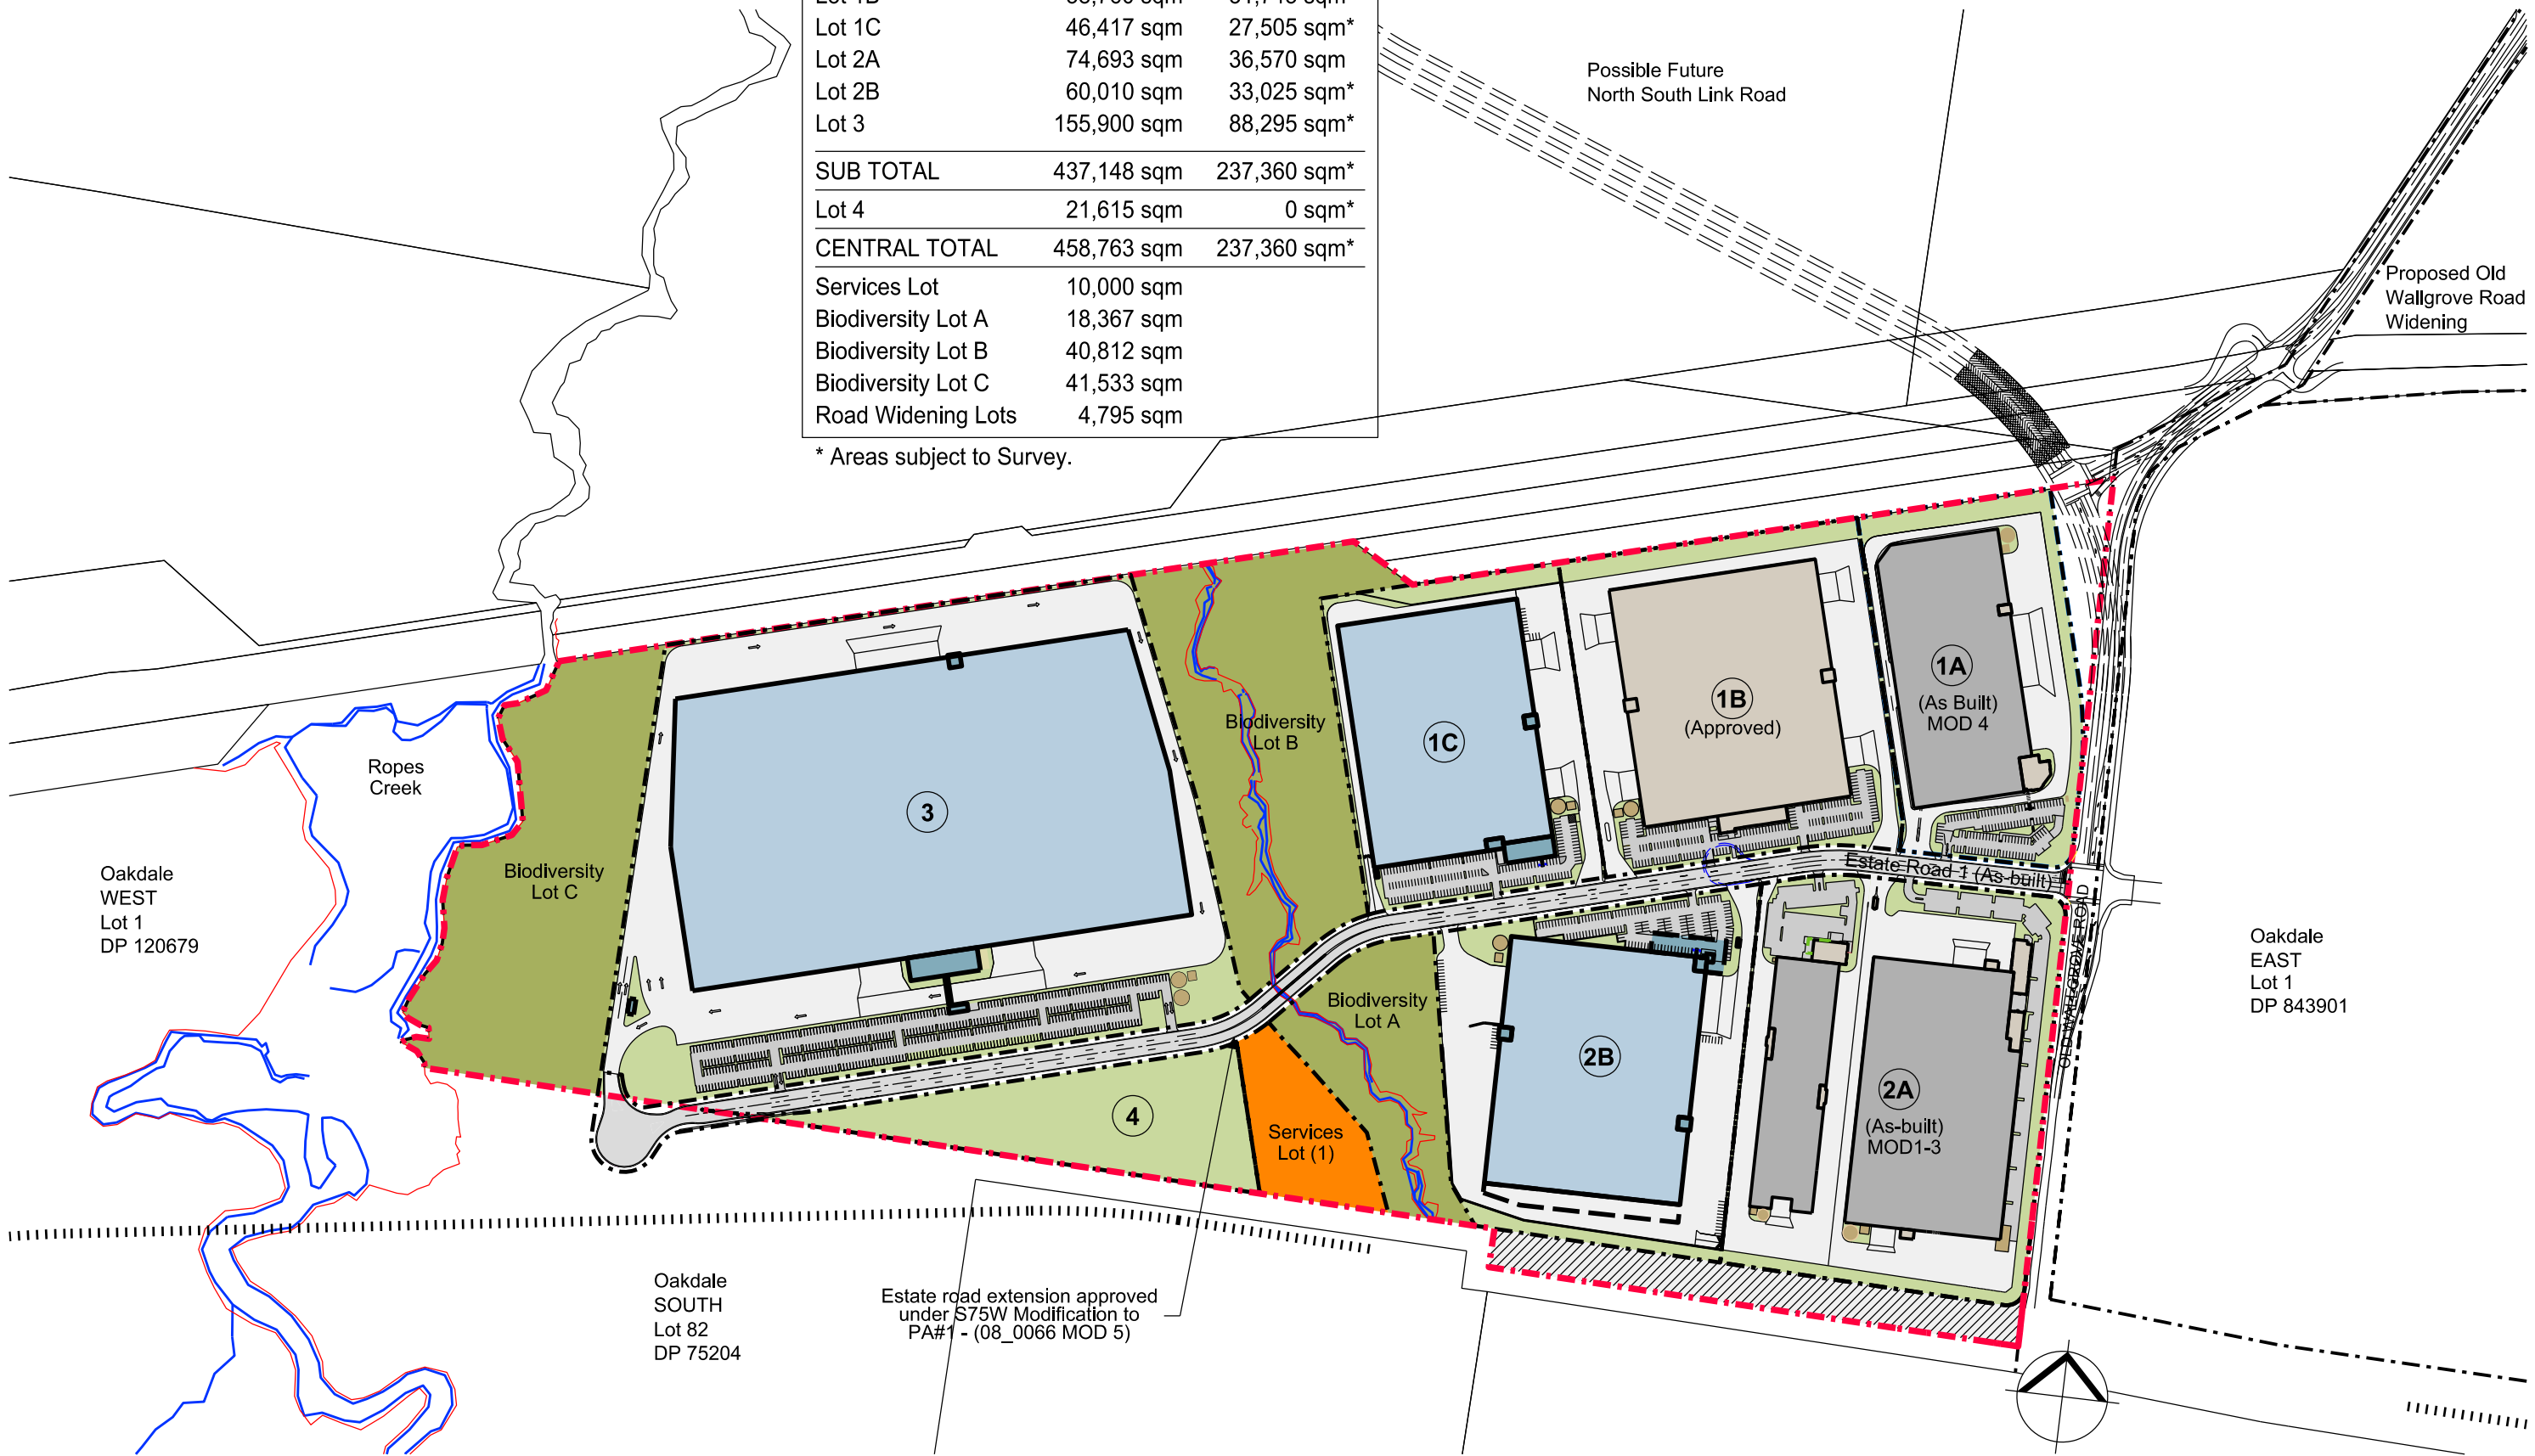 Lot 1C 46,417 sqm 27,505 sqm*
Lot 2A 74,693 sqm 36,570 sqm
Lot 2B 60,010 sqm 33,025 sqm*
Lot 3 155,900 sqm 88,295 sqm*
SUB TOTAL 437,148 sqm 237,360 sqm*
Lot 4 21,615 sqm 0 sqm*
CENTRAL TOTAL 458,763 sqm 237,360 sqm*
Services Lot 10,000 sqm
Biodiversity Lot A 18,367 sqm
Biodiversity Lot B 40,812 sqm
Biodiversity Lot C 41,533 sqm
Road Widening Lots 4,795 sqm
* Areas subject to Survey.
Possible Future
North South Link Road
Proposed Old
Wallgrove Road
Widening
Ropes
Creek
Oakdale
WEST
Lot 1
DP 120679
Biodiversity
Lot C
3
Biodiversity
Lot B
1C
1B
(Approved)
1A
(As Built)
MOD 4
Estate Road 1 (As-built)
OLD WALLGROVE ROAD
Oakdale
EAST
Lot 1
DP 843901
Biodiversity
Lot A
2B
2A
(As-built)
MOD1-3
4
Services
Lot (1)
Oakdale
SOUTH
Lot 82
DP 75204
Estate road extension approved
under S75W Modification to
PA#1 - (08_0066 MOD 5)